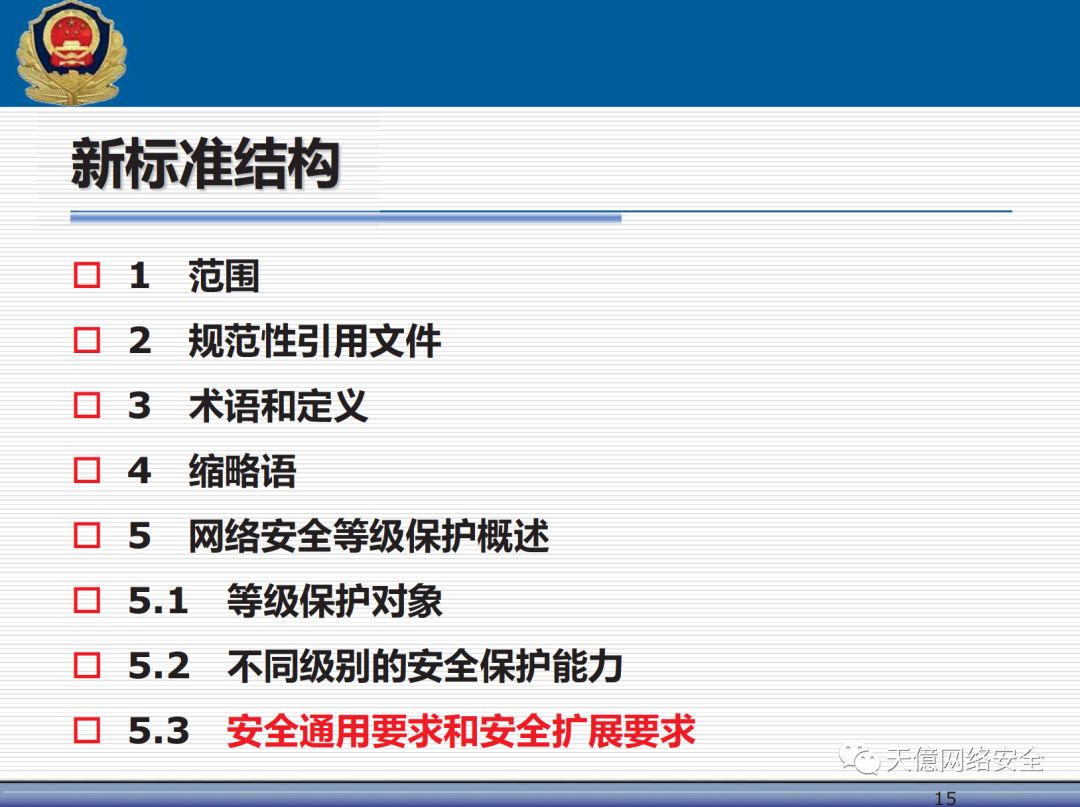 新标准结构
1 范围
2 规范性引用文件
3 术语和定义
4 缩略语
5 网络安全等级保护概述
5.1 等级保护对象
5.2 不同级别的安全保护能力
5.3 安全通用要求和安全扩展要求
天億网络安全
15